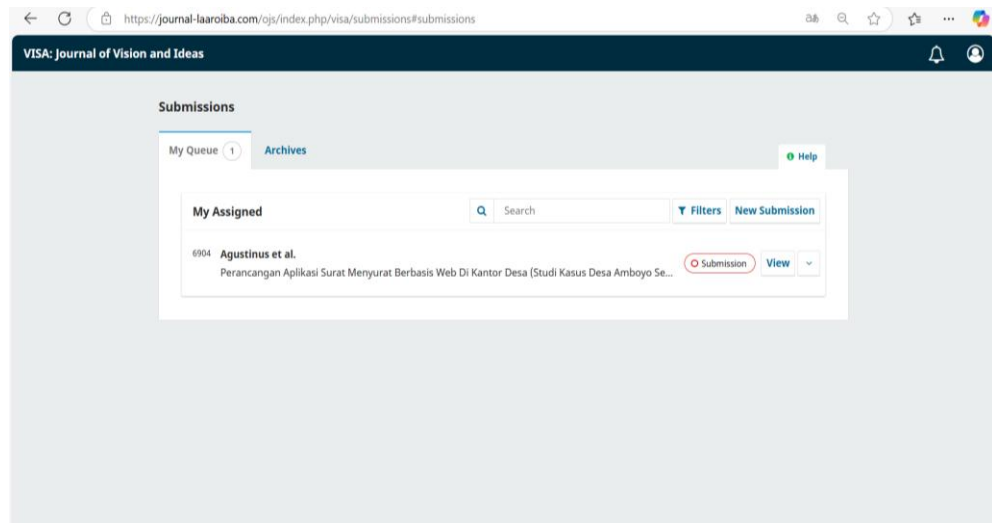 https://journal-laaroiba.com/ojs/index.php/visa/submissions#submissions
VISA: Journal of Vision and Ideas
Submissions
My Queue 1
Archives
Help
My Assigned
Search
Filters
New Submission
6904 Agustinus et al.
Submission
View
Perancangan Aplikasi Surat Menyurat Berbasis Web Di Kantor Desa (Studi Kasus Desa Amboyo Se...